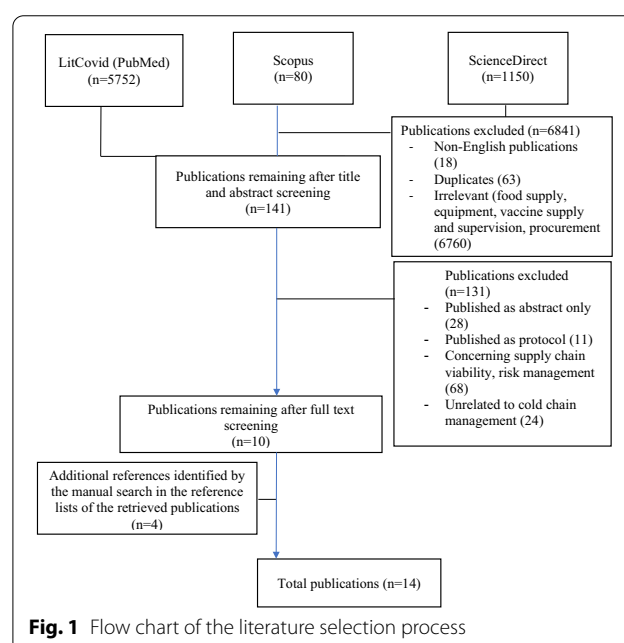 LitCovid (PubMed)
(n=5752)
Scopus
(n=80)
ScienceDirect
(n=1150)
Publications excluded (n=6841)
- Non-English publications
(18)
- Duplicates (63)
- Irrelevant (food supply,
equipment, vaccine supply
and supervision, procurement
(6760)
Publications remaining after title
and abstract screening
(n=141)
Publications excluded
(n=131)
- Published as abstract only
(28)
- Published as protocol (11)
- Concerning supply chain
viability, risk management
(68)
- Unrelated to cold chain
management (24)
Publications remaining after full text
screening
(n=10)
Additional references identified by
the manual search in the reference
lists of the retrieved publications
(n=4)
Total publications (n=14)
Fig. 1 Flow chart of the literature selection process